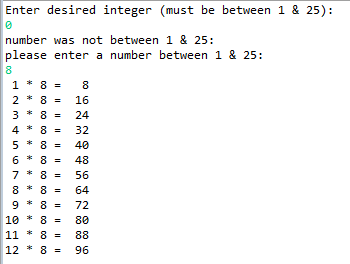 Enter desired integer (must be between 1 & 25):
0
number was not between 1 & 25:
please enter a number between 1 & 25:
8
 1 * 8 =   8
 2 * 8 =  16
 3 * 8 =  24
 4 * 8 =  32
 5 * 8 =  40
 6 * 8 =  48
 7 * 8 =  56
 8 * 8 =  64
 9 * 8 =  72
10 * 8 =  80
11 * 8 =  88
12 * 8 =  96